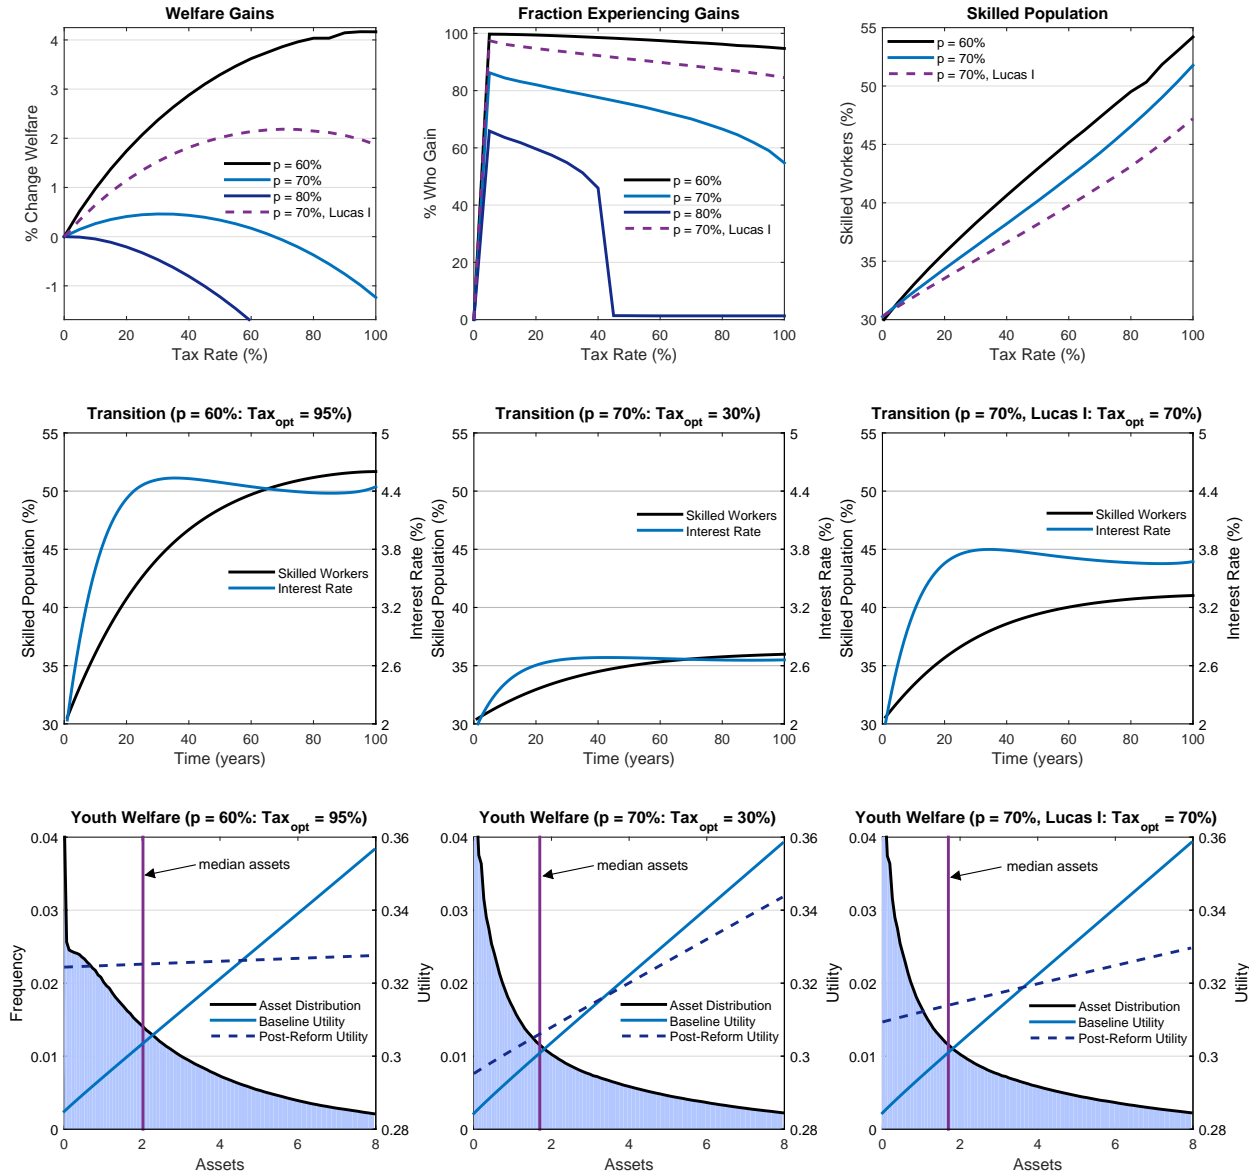 Welfare Gains
% Change Welfare
4
3
2
1
0
-1
0 20 40 60 80 100
Tax Rate (%)
p = 60%
p = 70%
p = 80%
p = 70%, Lucas I
Fraction Experiencing Gains
% Who Gain
100
80
60
40
20
0
0 20 40 60 80 100
Tax Rate (%)
p = 60%
p = 70%
p = 80%
p = 70%, Lucas I
Skilled Population
Skilled Workers (%)
55
50
45
40
35
30
0 20 40 60 80 100
Tax Rate (%)
p = 60%
p = 70%
p = 70%, Lucas I
Transition (p = 60%: Tax_opt = 95%)
Skilled Population (%)
55
50
45
40
35
30
Skilled Workers
Interest Rate
5
4.4
3.8
3.2
2.6
2
Interest Rate (%)
0 20 40 60 80 100
Time (years)
Transition (p = 70%: Tax_opt = 30%)
Skilled Population (%)
55
50
45
40
35
30
Skilled Workers
Interest Rate
5
4.4
3.8
3.2
2.6
2
Interest Rate (%)
0 20 40 60 80 100
Time (years)
Transition (p = 70%, Lucas I: Tax_opt = 70%)
Skilled Population (%)
55
50
45
40
35
30
Skilled Workers
Interest Rate
5
4.4
3.8
3.2
2.6
2
Interest Rate (%)
0 20 40 60 80 100
Time (years)
Youth Welfare (p = 60%: Tax_opt = 95%)
Frequency
0.04
0.03
0.02
0.01
0
median assets
Asset Distribution
Baseline Utility
Post-Reform Utility
0.36
0.34
0.32
0.3
0.28
Utility
0 2 4 6 8
Assets
Youth Welfare (p = 70%: Tax_opt = 30%)
0.04
0.03
0.02
0.01
0
median assets
Asset Distribution
Baseline Utility
Post-Reform Utility
0.36
0.34
0.32
0.3
0.28
Utility
0 2 4 6 8
Assets
Youth Welfare (p = 70%, Lucas I: Tax_opt = 70%)
0.04
0.03
0.02
0.01
0
median assets
Asset Distribution
Baseline Utility
Post-Reform Utility
0.36
0.34
0.32
0.3
0.28
Utility
0 2 4 6 8
Assets